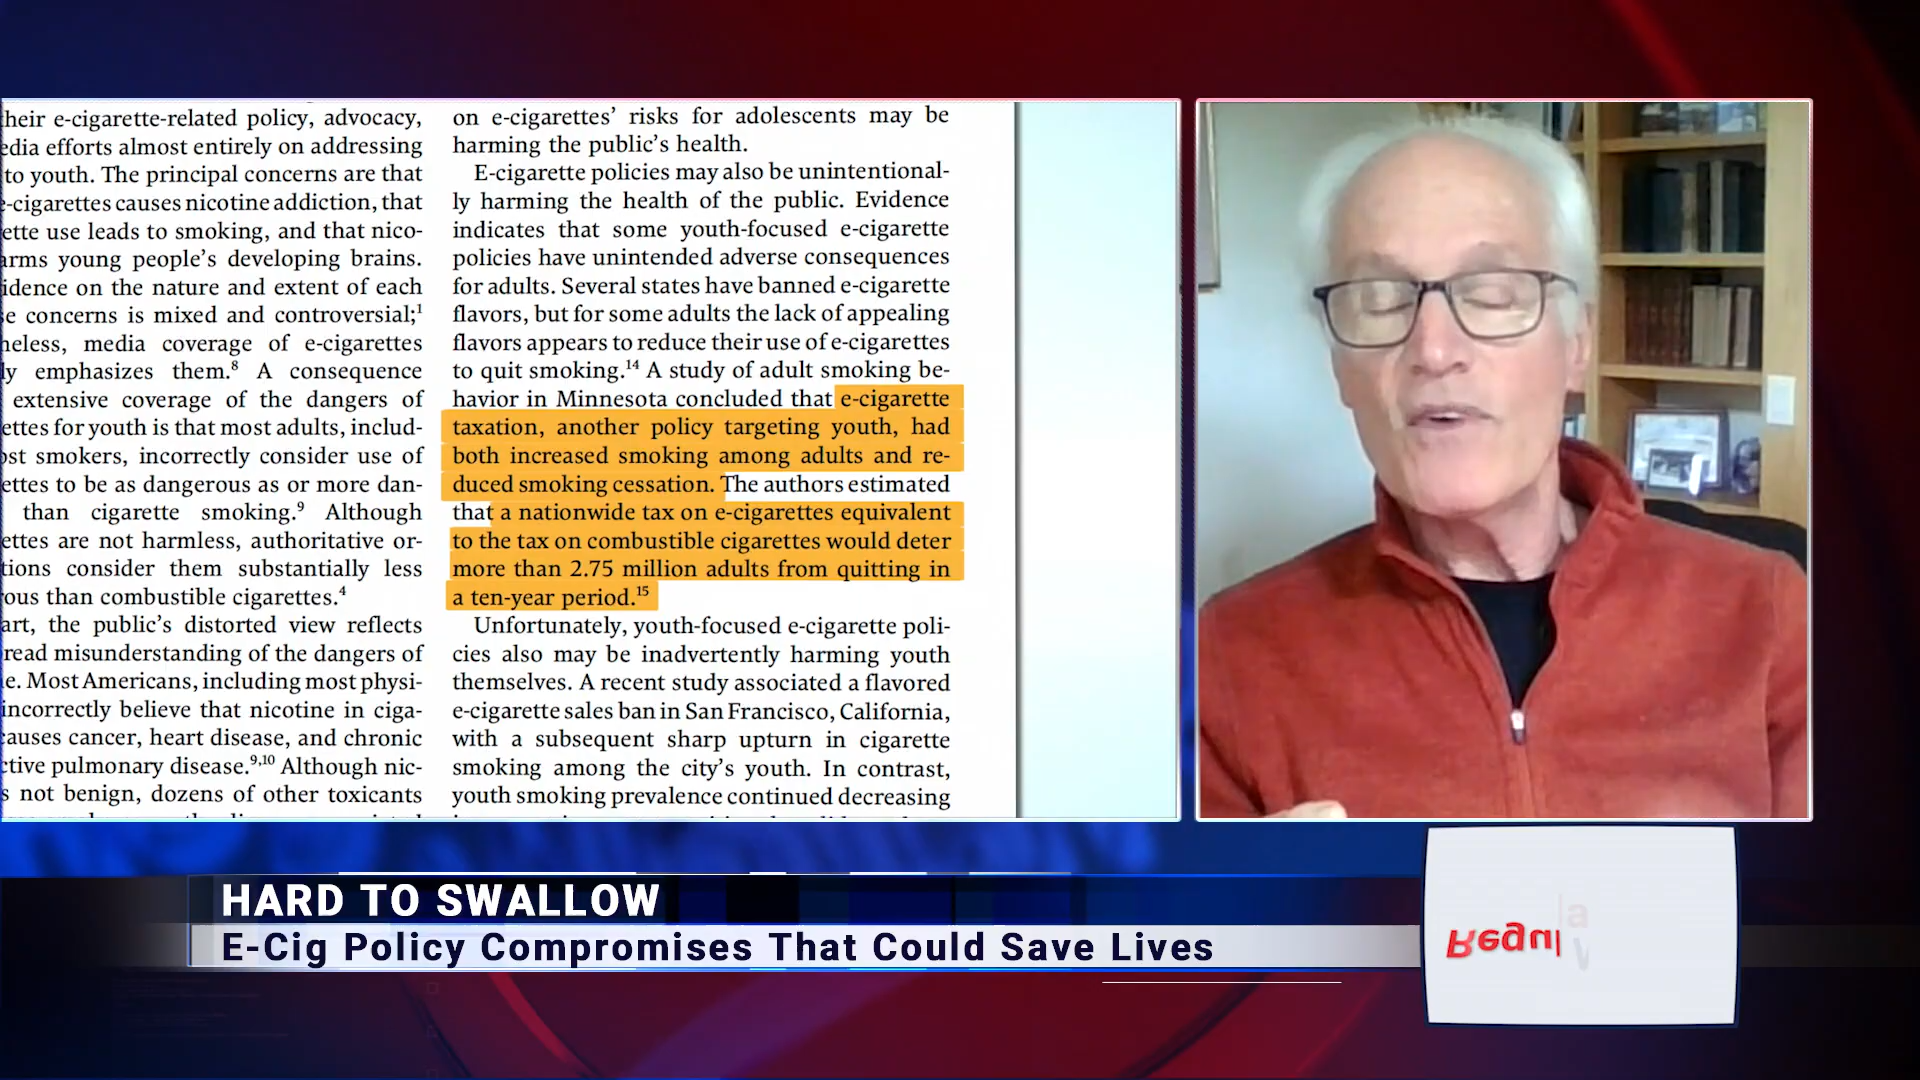 heir e-cigarette-related policy, advocacy,
edia efforts almost entirely on addressing
to youth. The principal concerns are that
e-cigarettes causes nicotine addiction, that
ette use leads to smoking, and that nico-
arms young people's developing brains.
idence on the nature and extent of each
e concerns is mixed and controversial;¹
heless, media coverage of e-cigarettes
ly emphasizes them.⁸ A consequence
extensive coverage of the dangers of
ettes for youth is that most adults, includ-
ost smokers, incorrectly consider use of
ettes to be as dangerous as or more dan-
than cigarette smoking.⁹ Although
ettes are not harmless, authoritative or-
tions consider them substantially less
rous than combustible cigarettes.⁴
art, the public's distorted view reflects
read misunderstanding of the dangers of
e. Most Americans, including most physi-
incorrectly believe that nicotine in ciga-
causes cancer, heart disease, and chronic
ctive pulmonary disease.⁹,¹⁰ Although nic-
s not benign, dozens of other toxicants
on e-cigarettes' risks for adolescents may be
harming the public's health.
E-cigarette policies may also be unintentional-
ly harming the health of the public. Evidence
indicates that some youth-focused e-cigarette
policies have unintended adverse consequences
for adults. Several states have banned e-cigarette
flavors, but for some adults the lack of appealing
flavors appears to reduce their use of e-cigarettes
to quit smoking.¹⁴ A study of adult smoking be-
havior in Minnesota concluded that e-cigarette
taxation, another policy targeting youth, had
both increased smoking among adults and re-
duced smoking cessation. The authors estimated
that a nationwide tax on e-cigarettes equivalent
to the tax on combustible cigarettes would deter
more than 2.75 million adults from quitting in
a ten-year period.¹⁵
Unfortunately, youth-focused e-cigarette poli-
cies also may be inadvertently harming youth
themselves. A recent study associated a flavored
e-cigarette sales ban in San Francisco, California,
with a subsequent sharp upturn in cigarette
smoking among the city's youth. In contrast,
youth smoking prevalence continued decreasing
HARD TO SWALLOW
E-Cig Policy Compromises That Could Save Lives
Regul